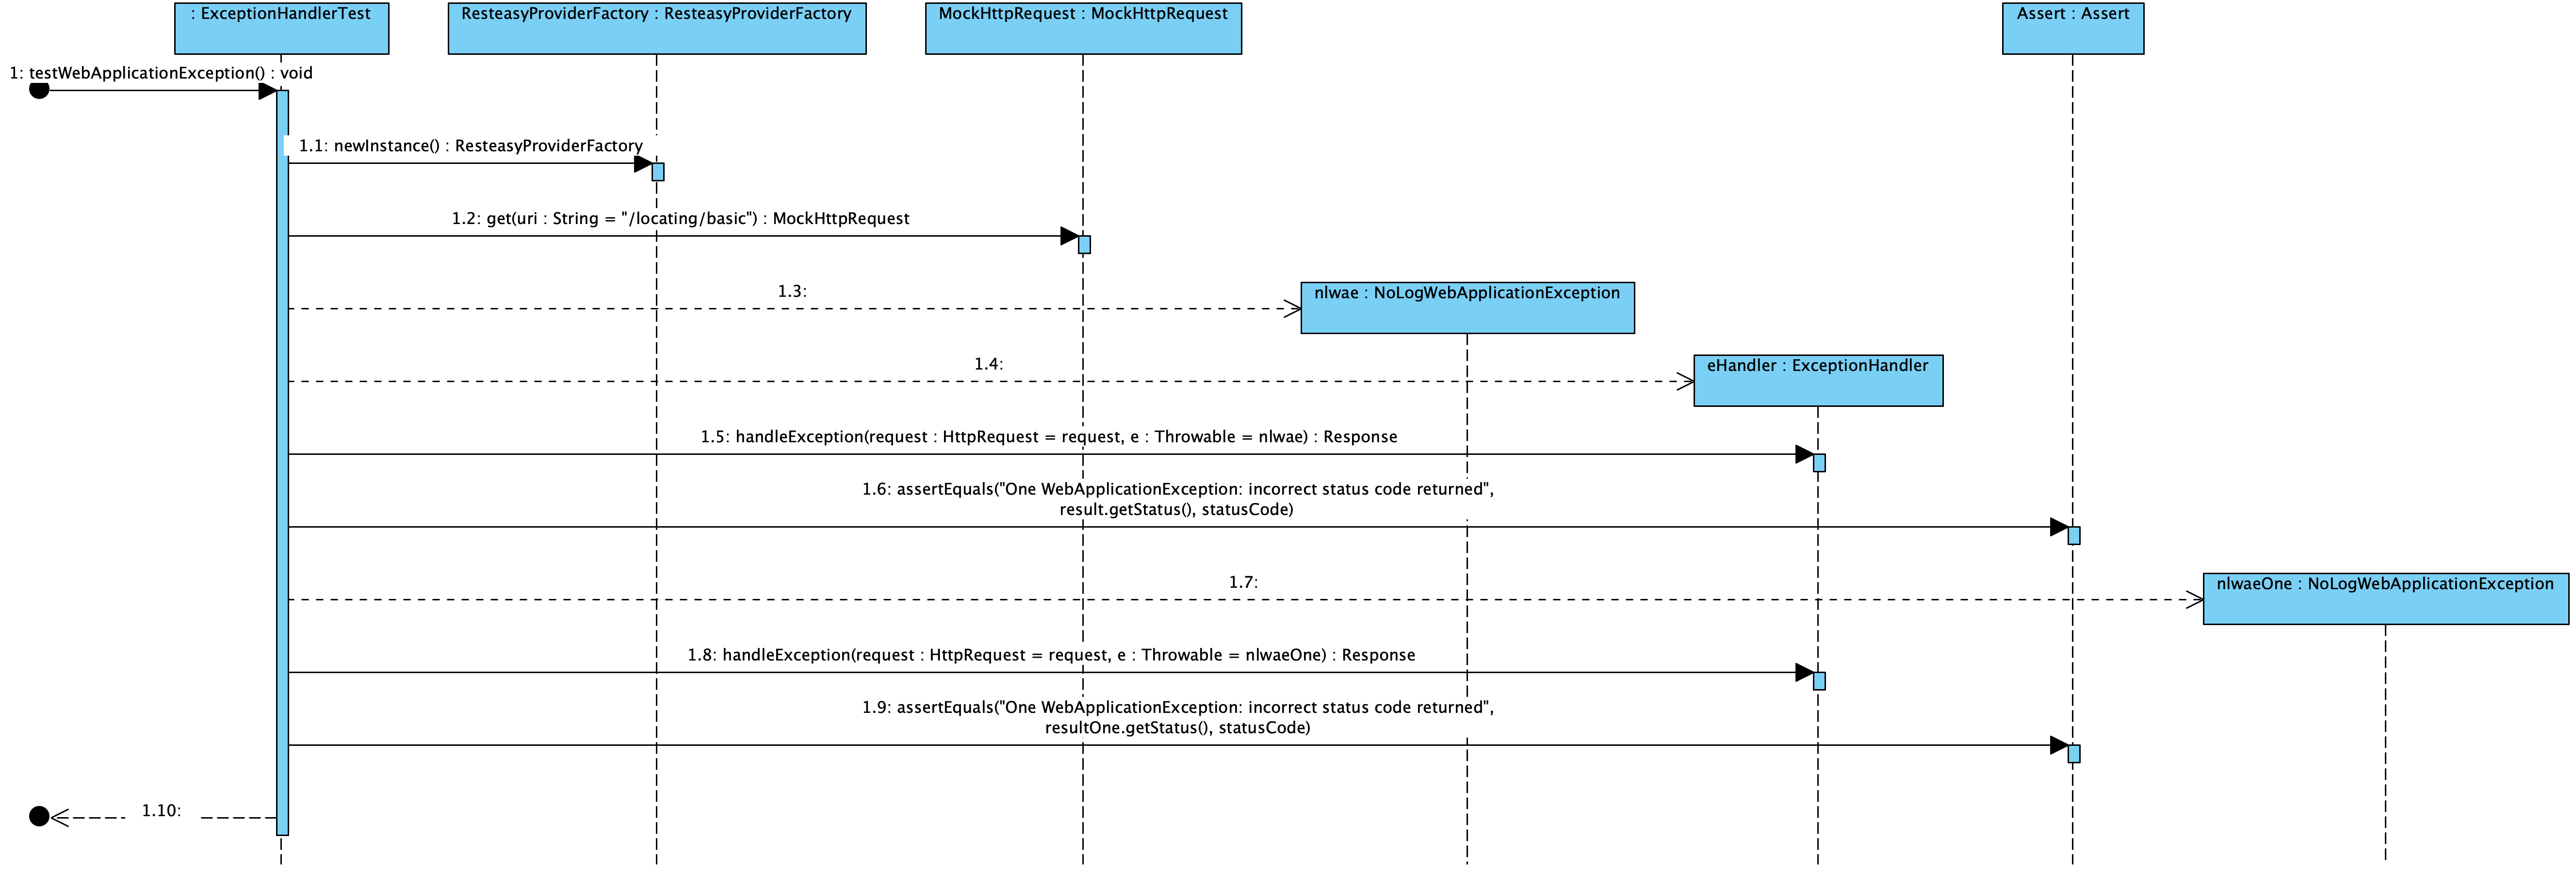 : ExceptionHandlerTest
ResteasyProviderFactory : ResteasyProviderFactory
MockHttpRequest : MockHttpRequest
Assert : Assert
1: testWebApplicationException() : void
1.1: newInstance() : ResteasyProviderFactory
1.2: get(uri : String = "/locating/basic") : MockHttpRequest
1.3:
nlwae : NoLogWebApplicationException
1.4:
eHandler : ExceptionHandler
1.5: handleException(request : HttpRequest = request, e : Throwable = nlwae) : Response
1.6: assertEquals("One WebApplicationException: incorrect status code returned",
result.getStatus(), statusCode)
1.7:
nlwaeOne : NoLogWebApplicationException
1.8: handleException(request : HttpRequest = request, e : Throwable = nlwaeOne) : Response
1.9: assertEquals("One WebApplicationException: incorrect status code returned",
resultOne.getStatus(), statusCode)
1.10: